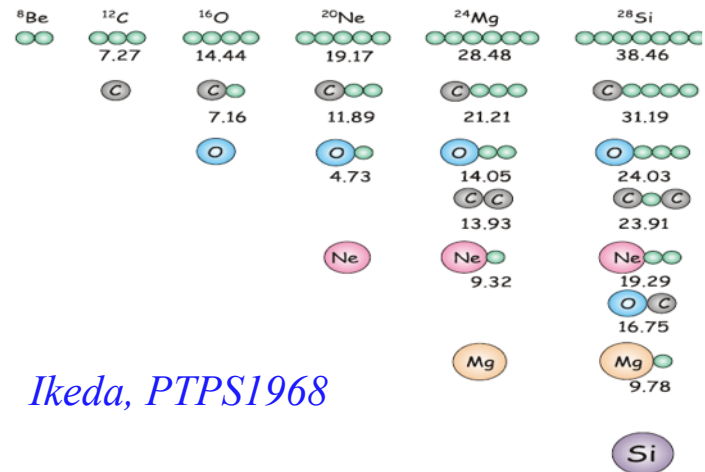 ⁸Be ¹²C ¹⁶O ²⁰Ne ²⁴Mg ²⁸Si
7.27 14.44 19.17 28.48 38.46
C C C C C
7.16 11.89 21.21 31.19
O O O O
4.73 14.05 24.03
C C C C
13.93 23.91
Ne Ne Ne
9.32 19.29
O C
16.75
Mg Mg
9.78
Ikeda, PTPS1968
Si